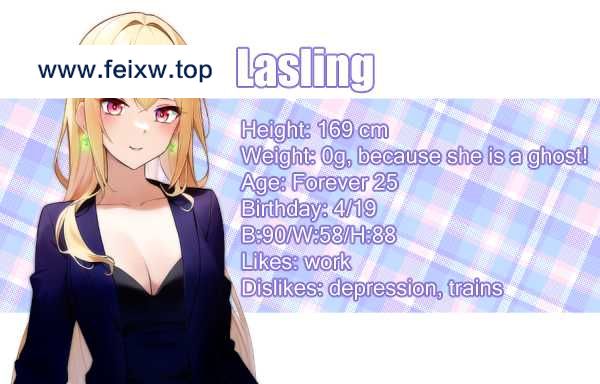 www.feixw.top
Lasling
Height: 169 cm
Weight: 0g, because she is a ghost!
Age: Forever 25
Birthday: 4/19
B:90/W:58/H:88
Likes: work
Dislikes: depression, trains